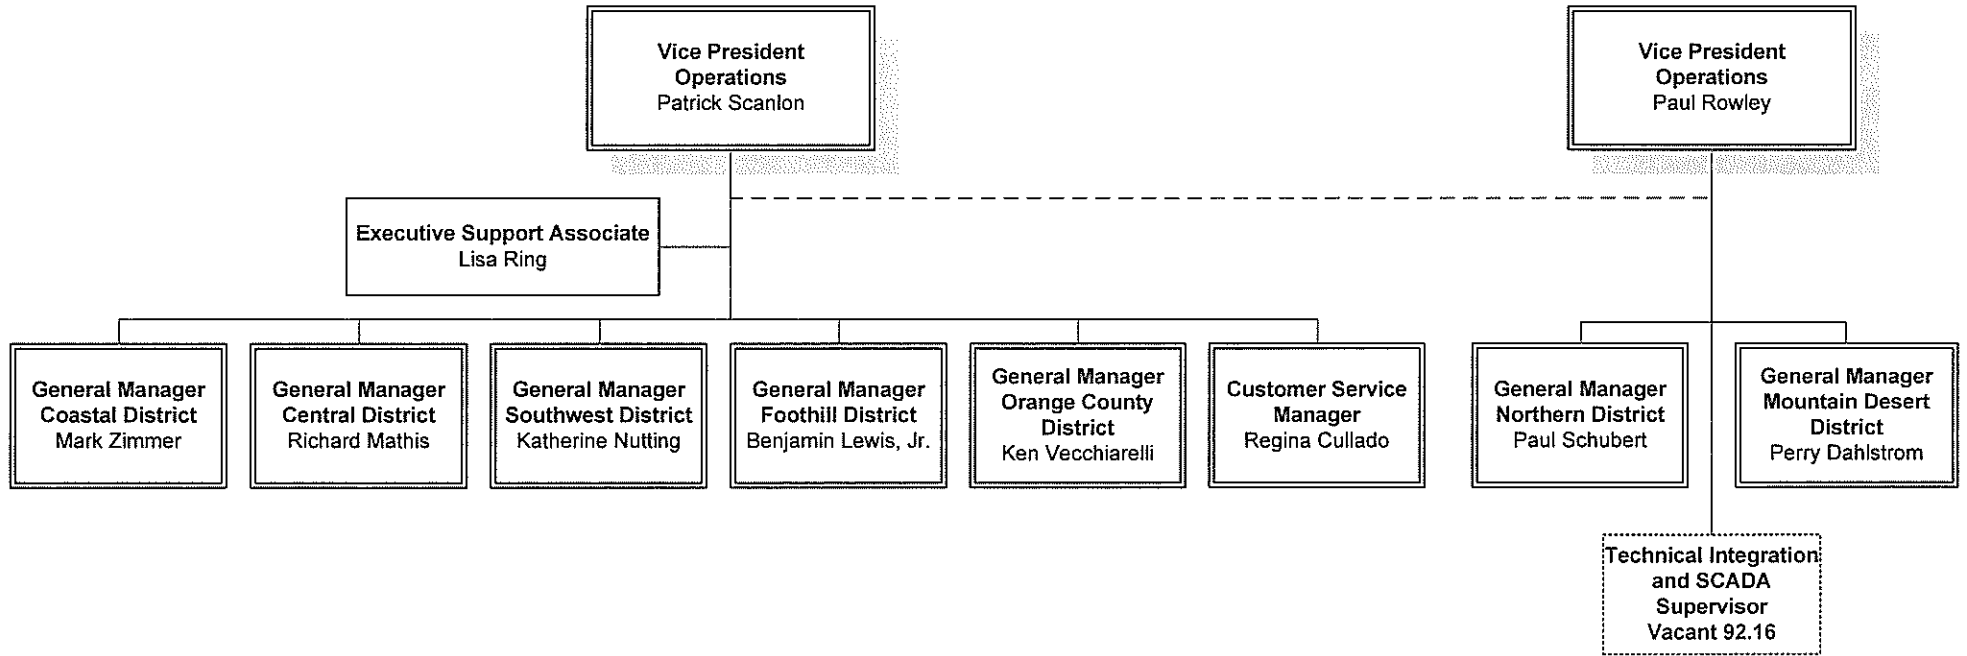 Vice President
Operations
Patrick Scanlon
Vice President
Operations
Paul Rowley
Executive Support Associate
Lisa Ring
General Manager
Coastal District
Mark Zimmer
General Manager
Central District
Richard Mathis
General Manager
Southwest District
Katherine Nutting
General Manager
Foothill District
Benjamin Lewis, Jr.
General Manager
Orange County
District
Ken Vecchiarelli
Customer Service
Manager
Regina Cullado
General Manager
Northern District
Paul Schubert
General Manager
Mountain Desert
District
Perry Dahlstrom
Technical Integration
and SCADA
Supervisor
Vacant 92.16